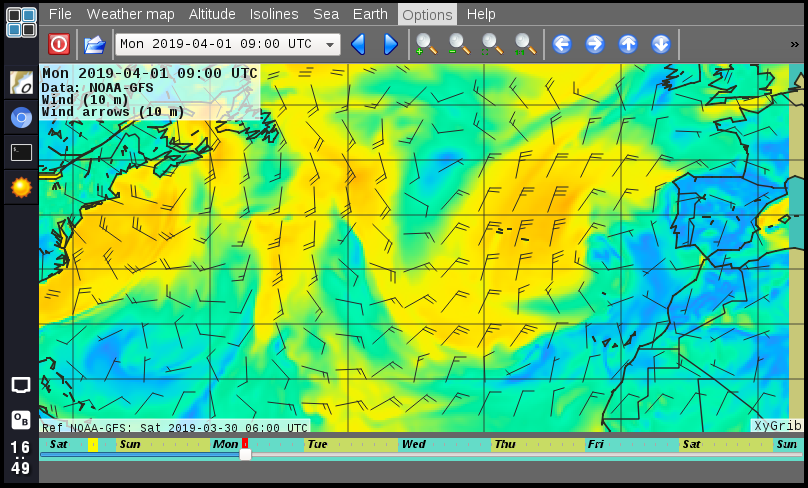 File Weather map Altitude Isolines Sea Earth Options Help
Mon 2019-04-01 09:00 UTC
»
Mon 2019-04-01 09:00 UTC
Data: NOAA-GFS
Wind (10 m)
Wind arrows (10 m)
Ref NOAA-GFS: Sat 2019-03-30 06:00 UTC
XyGrib
Sat Sun Mon Tue Wed Thu Fri Sat Sun
OB
16
..
49